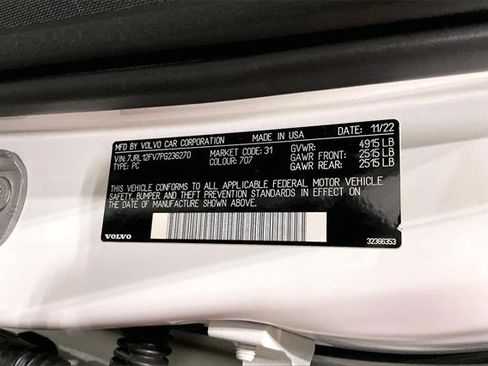 MFD BY VOLVO CAR CORPORATION MADE IN USA DATE: 11/22
VIN: 7JRL12FV7PG236270 MARKET CODE: 31 GVWR: 4915 LB
TYPE: PC COLOUR: 707 GAWR FRONT: 2515 LB
GAWR REAR: 2515 LB
THIS VEHICLE CONFORMS TO ALL APPLICABLE FEDERAL MOTOR VEHICLE
SAFETY, BUMPER AND THEFT PREVENTION STANDARDS IN EFFECT ON
THE DATE OF MANUFACTURE SHOWN ABOVE.
VOLVO 32366353